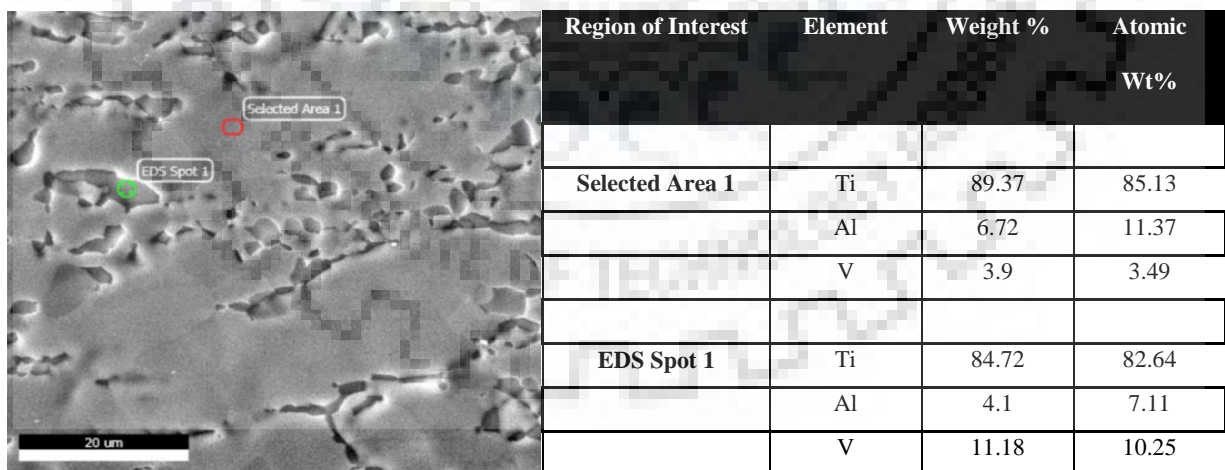 Selected Area 1
EDS Spot 1
20 um
Region of Interest Element Weight % Atomic
Wt%
Selected Area 1 Ti 89.37 85.13
Al 6.72 11.37
V 3.9 3.49
EDS Spot 1 Ti 84.72 82.64
Al 4.1 7.11
V 11.18 10.25